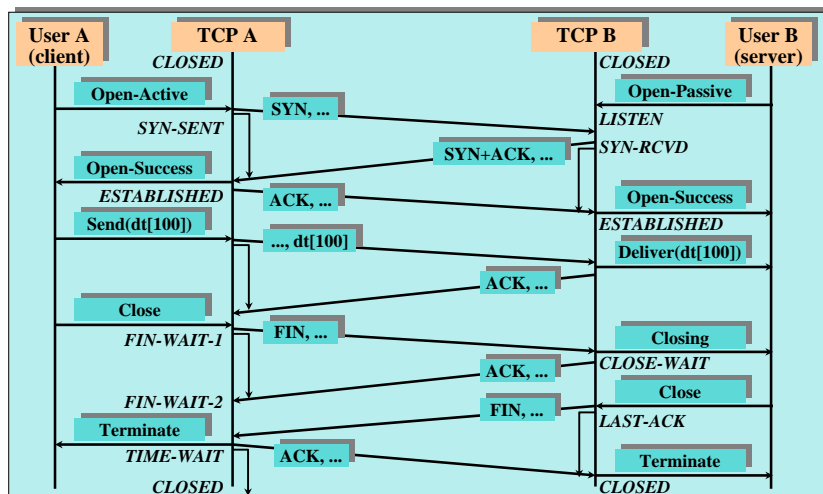 User A
(client)
TCP A
TCP B
User B
(server)
CLOSED
CLOSED
Open-Active
Open-Passive
SYN, ...
LISTEN
SYN-SENT
SYN+ACK, ...
SYN-RCVD
Open-Success
ESTABLISHED
ACK, ...
Open-Success
ESTABLISHED
Send(dt[100])
..., dt[100]
Deliver(dt[100])
ACK, ...
Close
FIN-WAIT-1
FIN, ...
Closing
CLOSE-WAIT
ACK, ...
FIN-WAIT-2
Close
FIN, ...
LAST-ACK
Terminate
TIME-WAIT
ACK, ...
Terminate
CLOSED
CLOSED